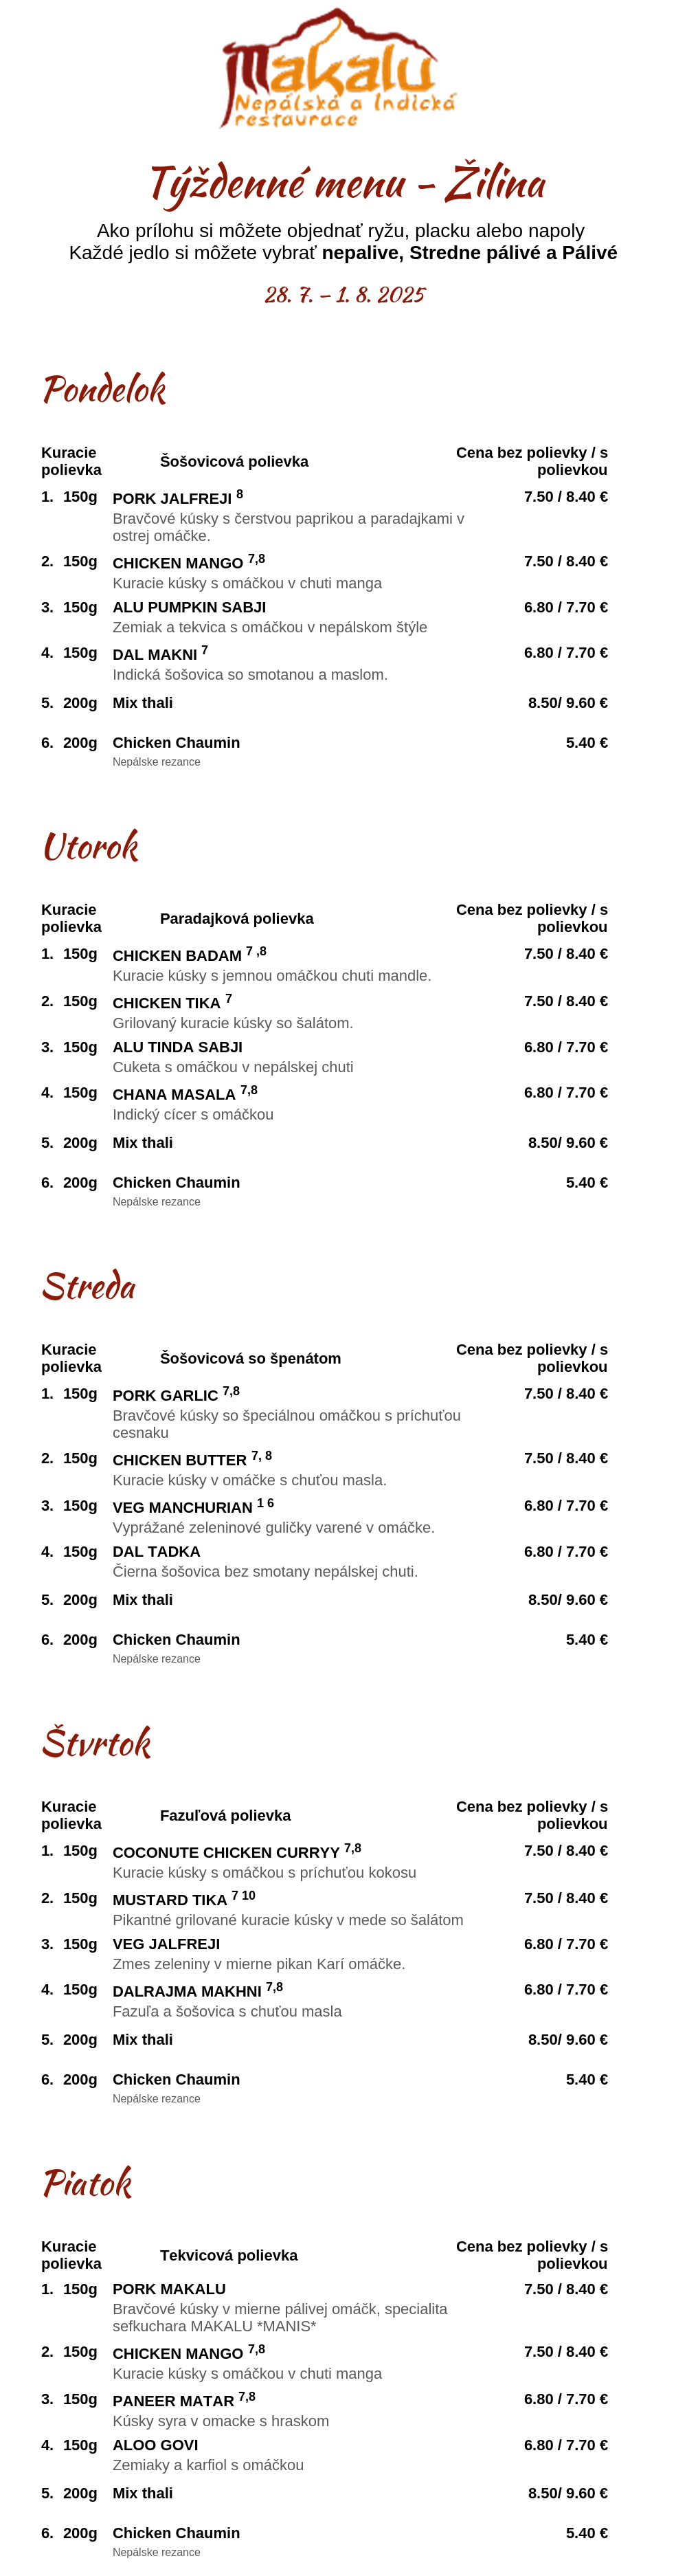 Makalu
Nepálská a Indická
restaurace
Týždenné menu - Žilina
Ako prílohu si môžete objednať ryžu, placku alebo napoly
Každé jedlo si môžete vybrať nepalive, Stredne pálivé a Pálivé
28. 7. – 1. 8. 2025
Pondelok
Kuracie polievka Šošovicová polievka Cena bez polievky / s polievkou
1. 150g PORK JALFREJI 8 7.50 / 8.40 €
Bravčové kúsky s čerstvou paprikou a paradajkami v
ostrej omáčke.
2. 150g CHICKEN MANGO 7,8 7.50 / 8.40 €
Kuracie kúsky s omáčkou v chuti manga
3. 150g ALU PUMPKIN SABJI 6.80 / 7.70 €
Zemiak a tekvica s omáčkou v nepálskom štýle
4. 150g DAL MAKNI 7 6.80 / 7.70 €
Indická šošovica so smotanou a maslom.
5. 200g Mix thali 8.50/ 9.60 €
6. 200g Chicken Chaumin 5.40 €
Nepálske rezance
Utorok
Kuracie polievka Paradajková polievka Cena bez polievky / s polievkou
1. 150g CHICKEN BADAM 7 ,8 7.50 / 8.40 €
Kuracie kúsky s jemnou omáčkou chuti mandle.
2. 150g CHICKEN TIKA 7 7.50 / 8.40 €
Grilovaný kuracie kúsky so šalátom.
3. 150g ALU TINDA SABJI 6.80 / 7.70 €
Cuketa s omáčkou v nepálskej chuti
4. 150g CHANA MASALA 7,8 6.80 / 7.70 €
Indický cícer s omáčkou
5. 200g Mix thali 8.50/ 9.60 €
6. 200g Chicken Chaumin 5.40 €
Nepálske rezance
Streda
Kuracie polievka Šošovicová so špenátom Cena bez polievky / s polievkou
1. 150g PORK GARLIC 7,8 7.50 / 8.40 €
Bravčové kúsky so špeciálnou omáčkou s príchuťou
cesnaku
2. 150g CHICKEN BUTTER 7, 8 7.50 / 8.40 €
Kuracie kúsky v omáčke s chuťou masla.
3. 150g VEG MANCHURIAN 1 6 6.80 / 7.70 €
Vyprážané zeleninové guličky varené v omáčke.
4. 150g DAL TADKA 6.80 / 7.70 €
Čierna šošovica bez smotany nepálskej chuti.
5. 200g Mix thali 8.50/ 9.60 €
6. 200g Chicken Chaumin 5.40 €
Nepálske rezance
Štvrtok
Kuracie polievka Fazuľová polievka Cena bez polievky / s polievkou
1. 150g COCONUTE CHICKEN CURRYY 7,8 7.50 / 8.40 €
Kuracie kúsky s omáčkou s príchuťou kokosu
2. 150g MUSTARD TIKA 7 10 7.50 / 8.40 €
Pikantné grilované kuracie kúsky v mede so šalátom
3. 150g VEG JALFREJI 6.80 / 7.70 €
Zmes zeleniny v mierne pikan Karí omáčke.
4. 150g DALRAJMA MAKHNI 7,8 6.80 / 7.70 €
Fazuľa a šošovica s chuťou masla
5. 200g Mix thali 8.50/ 9.60 €
6. 200g Chicken Chaumin 5.40 €
Nepálske rezance
Piatok
Kuracie polievka Tekvicová polievka Cena bez polievky / s polievkou
1. 150g PORK MAKALU 7.50 / 8.40 €
Bravčové kúsky v mierne pálivej omáčk, specialita
sefkuchara MAKALU *MANIS*
2. 150g CHICKEN MANGO 7,8 7.50 / 8.40 €
Kuracie kúsky s omáčkou v chuti manga
3. 150g PANEER MATAR 7,8 6.80 / 7.70 €
Kúsky syra v omacke s hraskom
4. 150g ALOO GOVI 6.80 / 7.70 €
Zemiaky a karfiol s omáčkou
5. 200g Mix thali 8.50/ 9.60 €
6. 200g Chicken Chaumin 5.40 €
Nepálske rezance